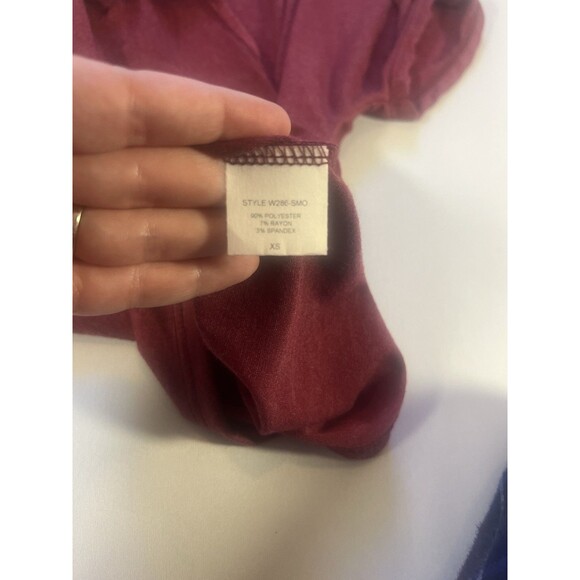 STYLE W286-SMO
90% POLYESTER
7% RAYON
3% SPANDEX
XS